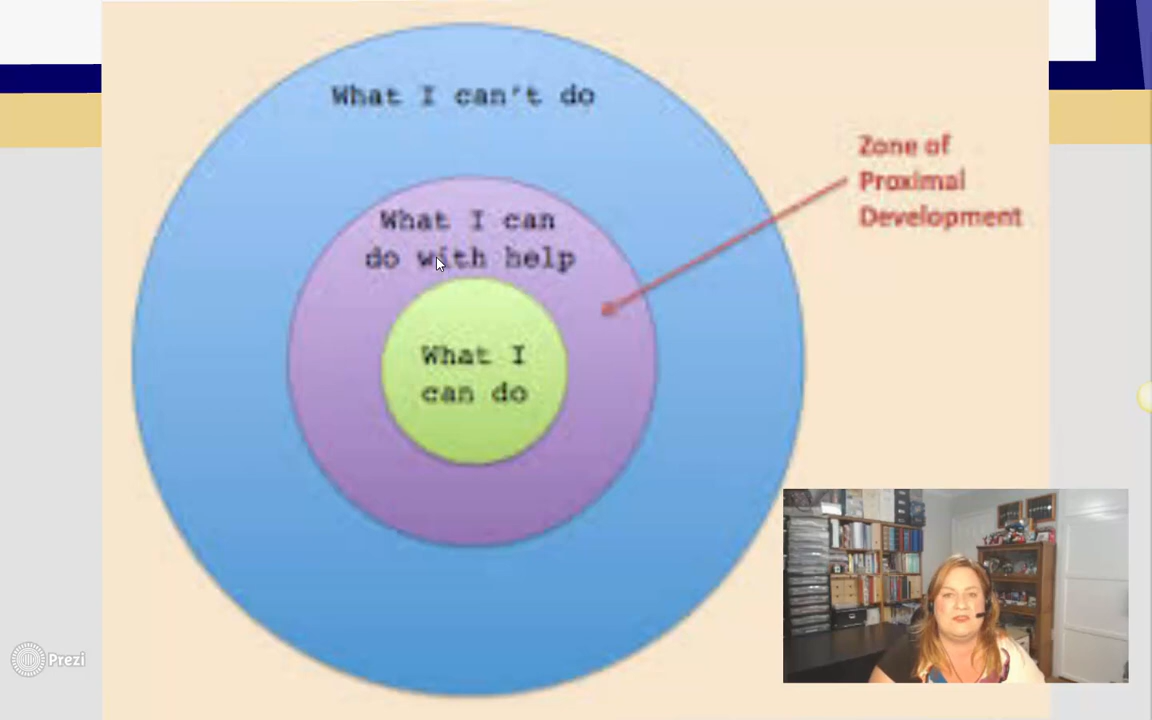 What I can't do
Zone of
Proximal
Development
What I can
do with help
What I
can do
Prezi